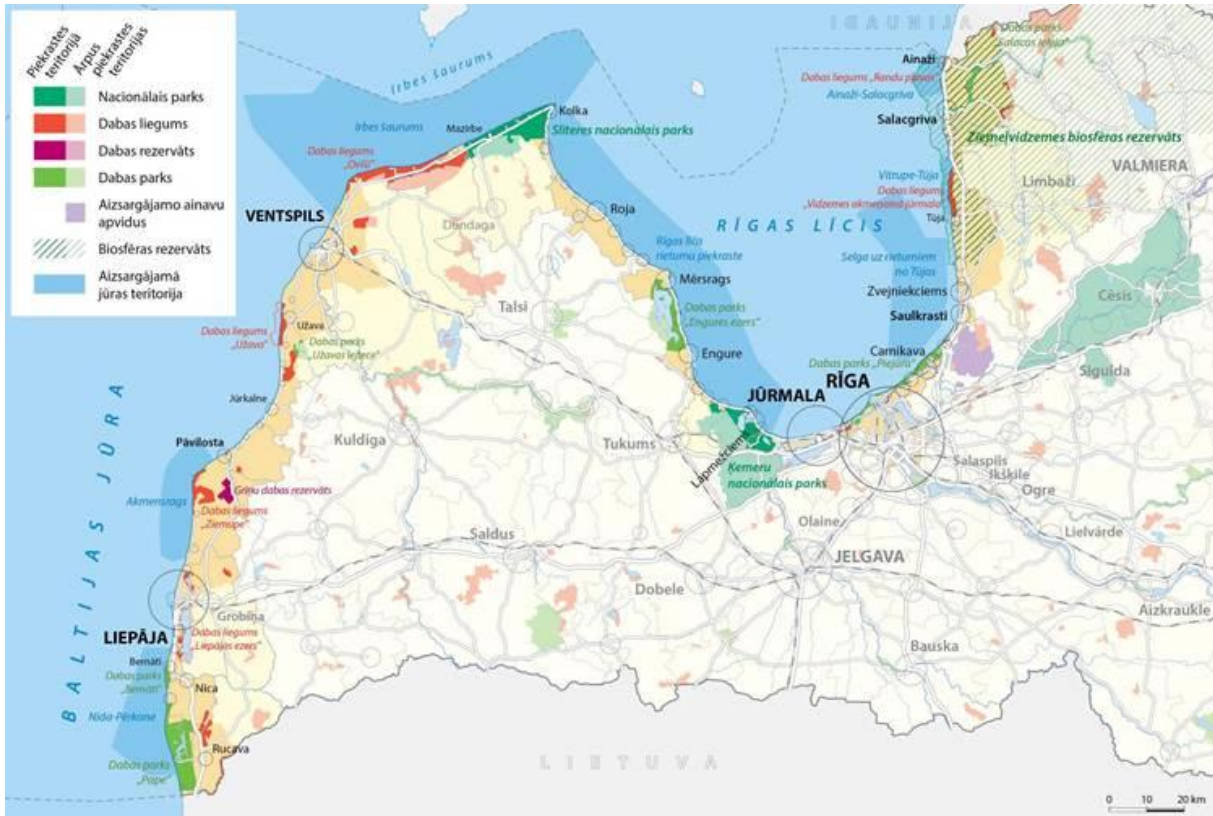 Piekrastes
teritorijā
Ārpus
piekrastes
teritorijas
Nacionālais parks
Dabas liegums
Dabas rezervāts
Dabas parks
Aizsargājamo ainavu
apvidus
Biosfēras rezervāts
Aizsargājamā
jūras teritorija
IGAUNIJA
Dabas parks
„Salacas ieleja”
Ainaži
Dabas liegums „Randu pļavas”
Ainaži-Salacgrīva
Salacgrīva
Ziemeļvidzemes biosfēras rezervāts
VALMIERA
Limbaži
Vitrupe-Tūja
Dabas liegums
„Vidzemes akmeņainā jūrmala”
Tūja
Irbes šaurums
Irbes šaurums
Mazirbe
Kolka
Slīteres nacionālais parks
Dabas liegums
„Ovīši”
VENTSPILS
Dundaga
Roja
RĪGAS LĪCIS
Selga uz rietumiem
no Tūjas
Rīgas līča
rietumu piekraste
Mērsrags
Zvejniekciems
Saulkrasti
Cēsis
Talsi
Dabas parks
„Engures ezers”
Engure
Užava
Dabas liegums
„Užava”
Dabas parks
„Užavas lejtece”
Carnikava
Dabas parks „Piejūra”
Sigulda
RĪGA
JŪRMALA
Jūrkalne
Kuldīga
Tukums
Lapmežciems
Ķemeru
nacionālais parks
Salaspils
Ikšķile
Ogre
Lielvārde
Olaine
Pāvilosta
Akmensrags
Grīņu dabas rezervāts
Dabas liegums
„Ziemupe”
BALTIJAS JŪRA
Saldus
Dobele
JELGAVA
Aizkraukle
Bauska
Grobiņa
LIEPĀJA
Dabas liegums
„Liepājas ezers”
Bernāti
Dabas parks
„Bernāti”
Nīca
Nida-Pērkone
Rucava
Dabas parks
„Pape”
LIETUVA
0 10 20 km